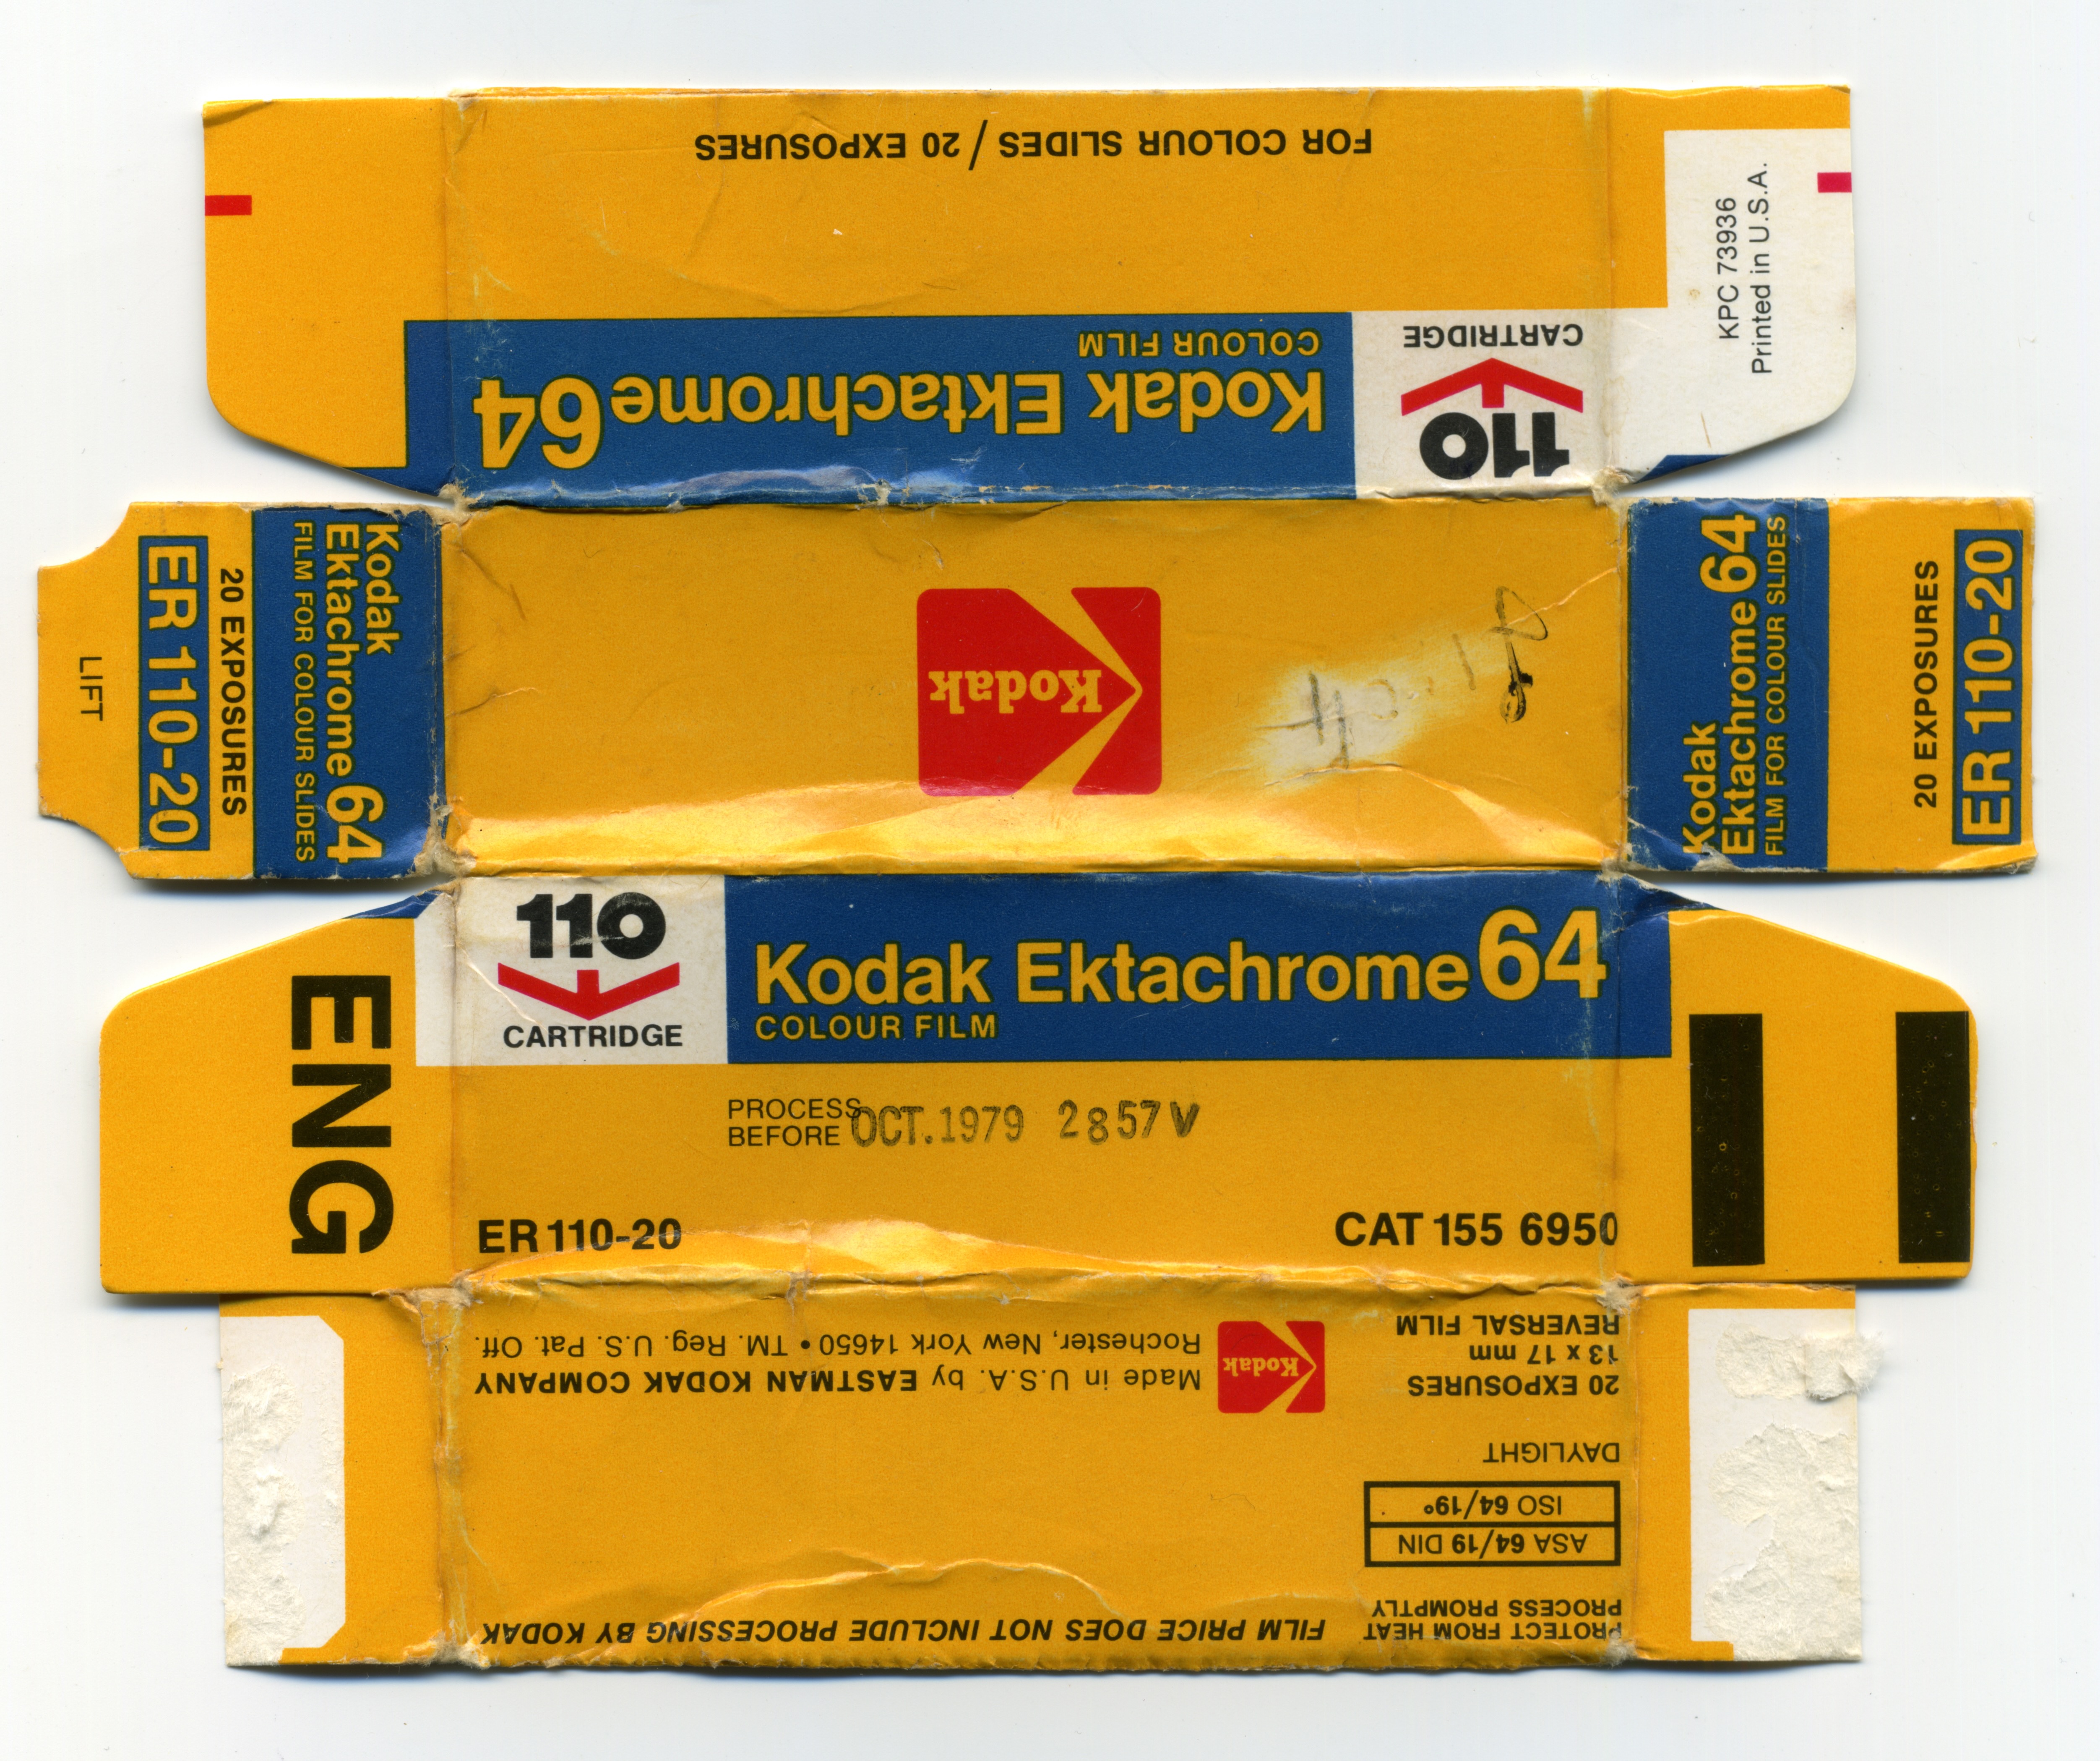 FOR COLOUR SLIDES / 20 EXPOSURES
KPC 73936
Printed in U.S.A.
110
CARTRIDGE
Kodak Ektachrome 64
COLOUR FILM
LIFT
ER 110-20
20 EXPOSURES
Kodak
Ektachrome 64
FILM FOR COLOUR SLIDES
Kodak
Kodak
Ektachrome 64
FILM FOR COLOUR SLIDES
20 EXPOSURES
ER 110-20
ENG
110
CARTRIDGE
Kodak Ektachrome 64
COLOUR FILM
PROCESS
BEFORE OCT. 1979 2857V
ER 110-20
CAT 155 6950
PROTECT FROM HEAT
PROCESS PROMPTLY
FILM PRICE DOES NOT INCLUDE PROCESSING BY KODAK
ASA 64/19 DIN
ISO 64/19°
DAYLIGHT
20 EXPOSURES
13 x 17 mm
REVERSAL FILM
Kodak
Made in U.S.A. by EASTMAN KODAK COMPANY
Rochester, New York 14650 • TM. Reg. U.S. Pat. Off.